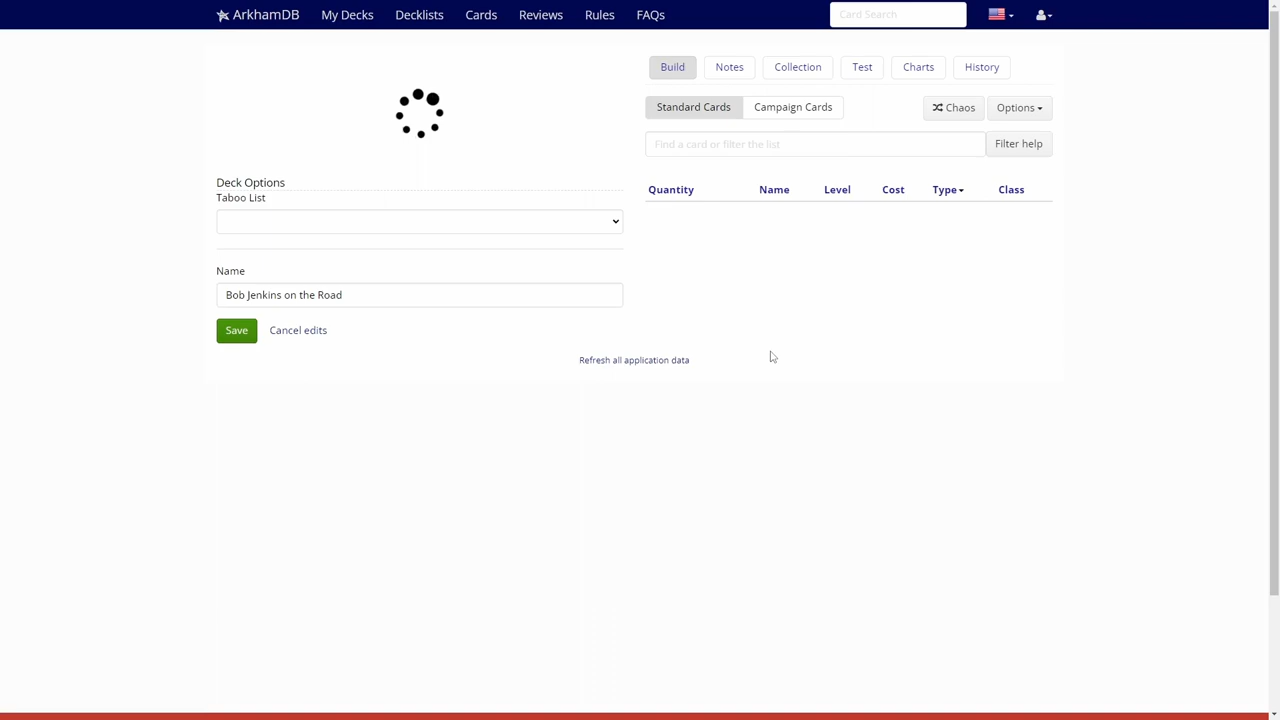 ArkhamDB My Decks Decklists Cards Reviews Rules FAQs Card Search
Build Notes Collection Test Charts History
Standard Cards Campaign Cards Chaos Options
Find a card or filter the list Filter help
Deck Options
Taboo List
Quantity Name Level Cost Type Class
Name
Bob Jenkins on the Road
Save Cancel edits
Refresh all application data